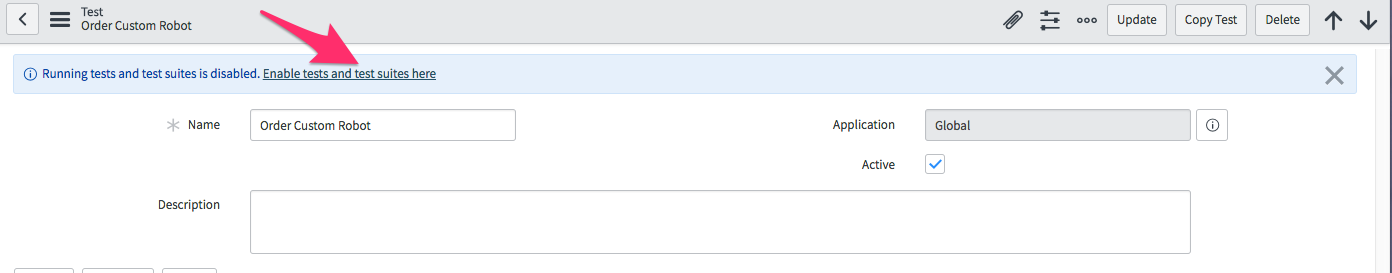 Test
Order Custom Robot
Update
Copy Test
Delete
Running tests and test suites is disabled. Enable tests and test suites here
Name
Order Custom Robot
Application
Global
Active
Description